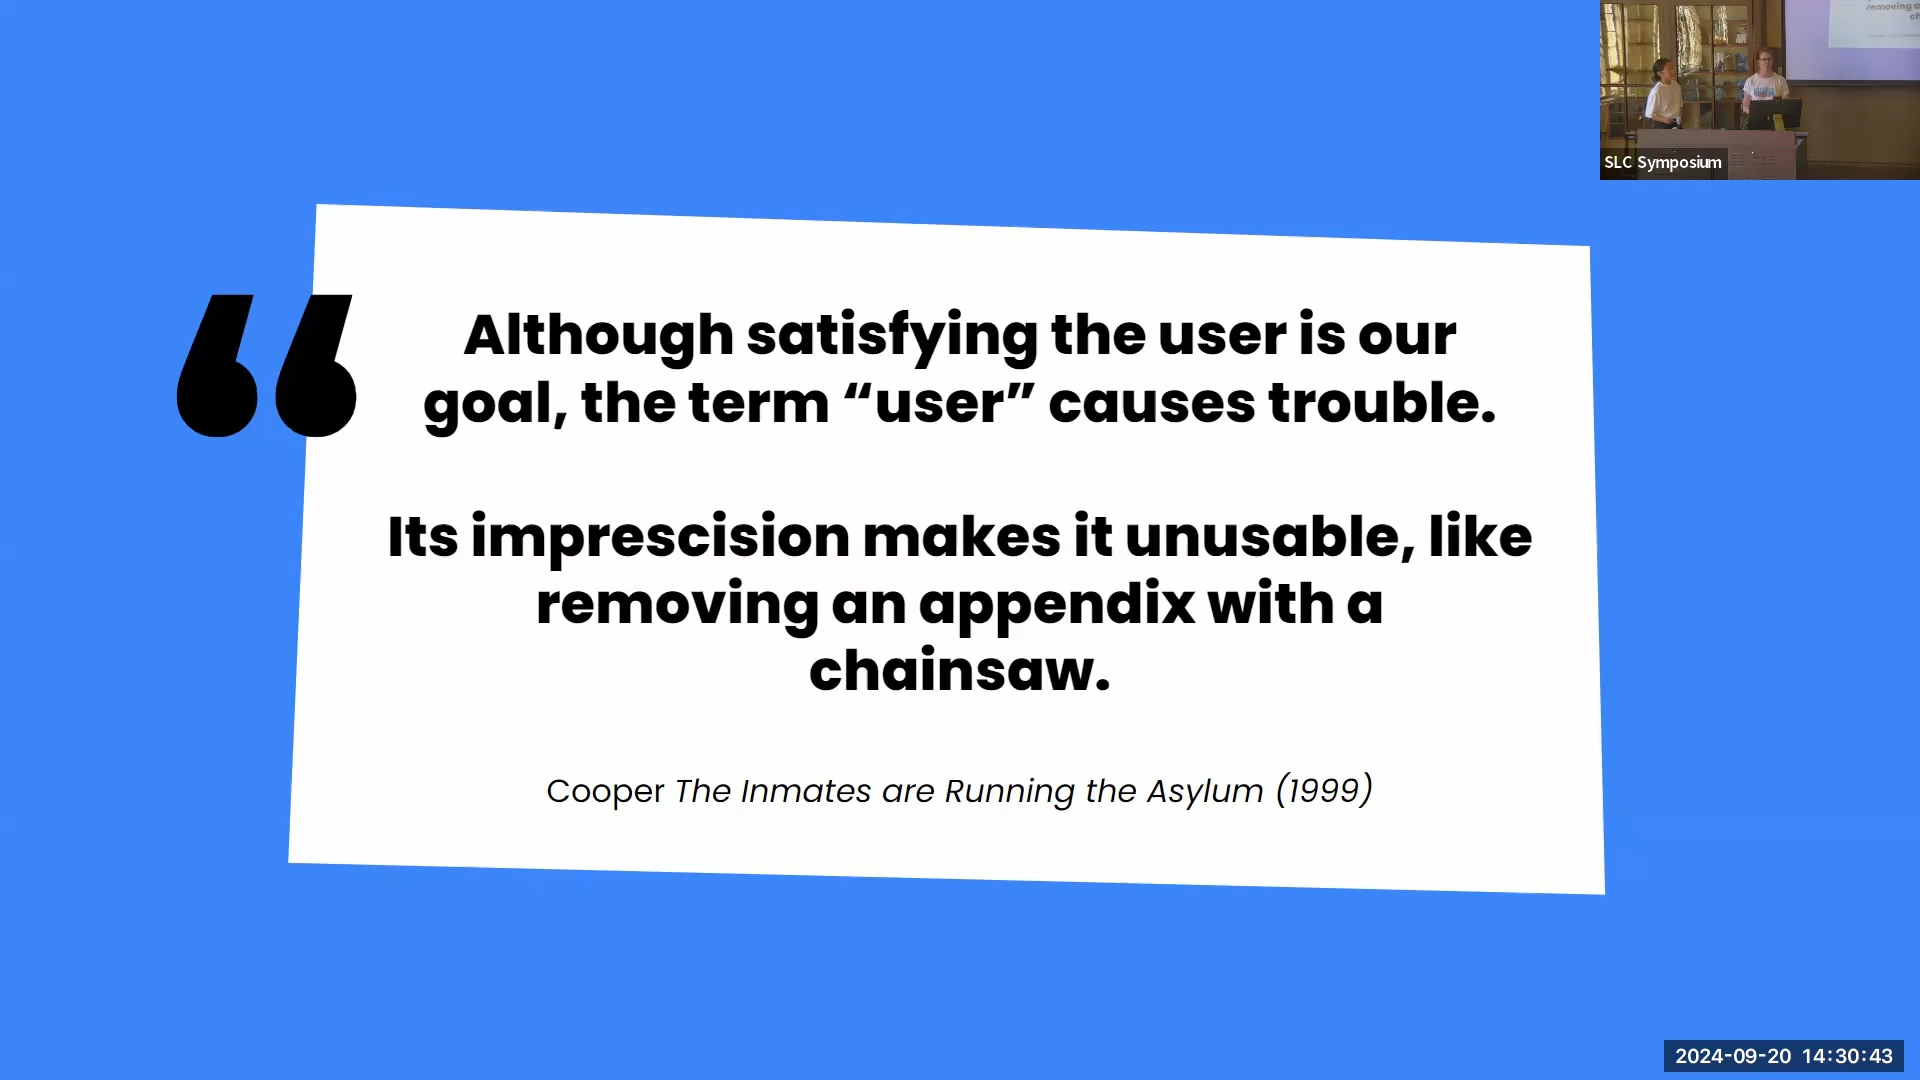 removing a
ch
SLC Symposium
“
Although satisfying the user is our
goal, the term “user” causes trouble.
Its imprescision makes it unusable, like
removing an appendix with a
chainsaw.
Cooper The Inmates are Running the Asylum (1999)
2024-09-20 14:30:43